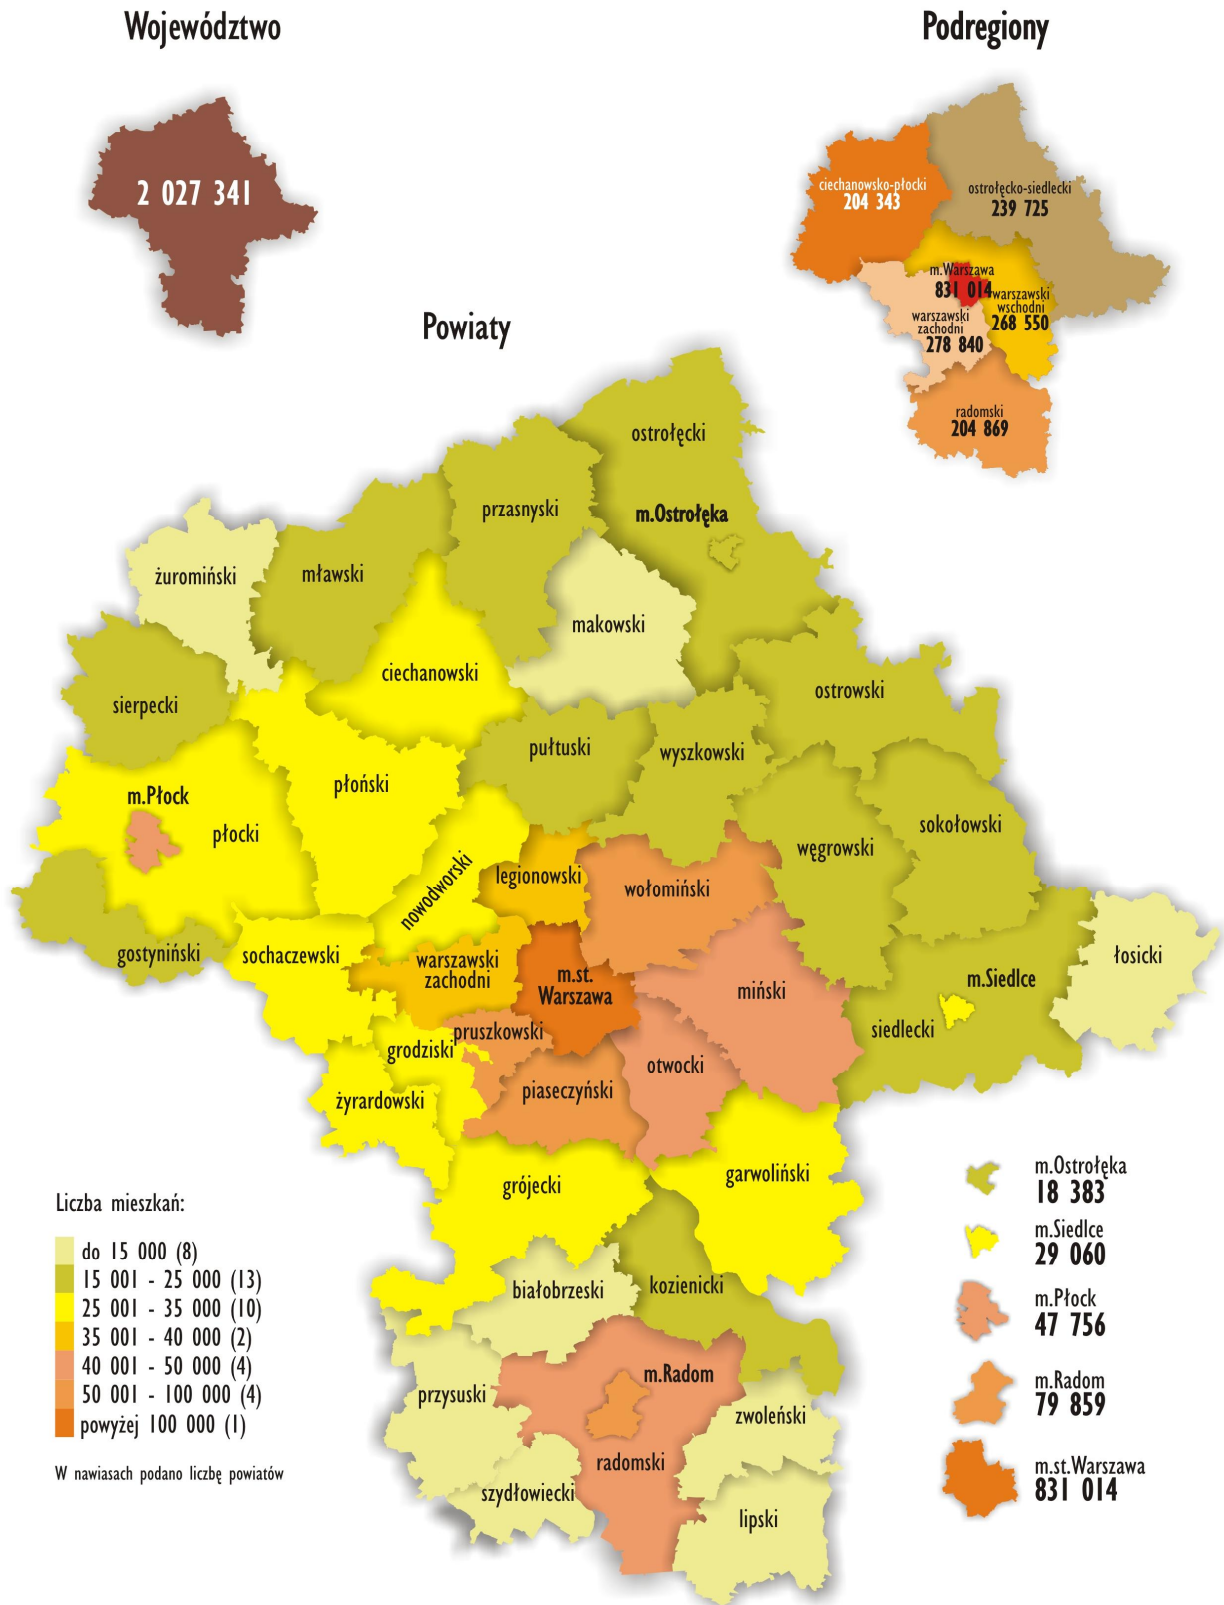 Województwo
2 027 341
Podregiony
ciechanowsko-płocki
204 343
ostrołęcko-siedlecki
239 725
m.Warszawa
831 014
warszawski
wschodni
268 550
warszawski
zachodni
278 840
radomski
204 869
Powiaty
ostrołęcki
przasnyski
m.Ostrołęka
żuromiński
mławski
makowski
ciechanowski
sierpecki
ostrowski
pułtuski
wyszkowski
płoński
m.Płock
płocki
sokołowski
węgrowski
legionowski
wołomiński
nowodworski
gostyniński
sochaczewski
warszawski
zachodni
m.st.
Warszawa
miński
m.Siedlce
łosicki
siedlecki
pruszkowski
grodziski
otwocki
piaseczyński
żyrardowski
grójecki
garwoliński
białobrzeski
kozienicki
m.Radom
przysuski
zwoleński
radomski
szydłowiecki
lipski
Liczba mieszkań:
do 15 000 (8)
15 001 - 25 000 (13)
25 001 - 35 000 (10)
35 001 - 40 000 (2)
40 001 - 50 000 (4)
50 001 - 100 000 (4)
powyżej 100 000 (1)
W nawiasach podano liczbę powiatów
m.Ostrołęka
18 383
m.Siedlce
29 060
m.Płock
47 756
m.Radom
79 859
m.st.Warszawa
831 014